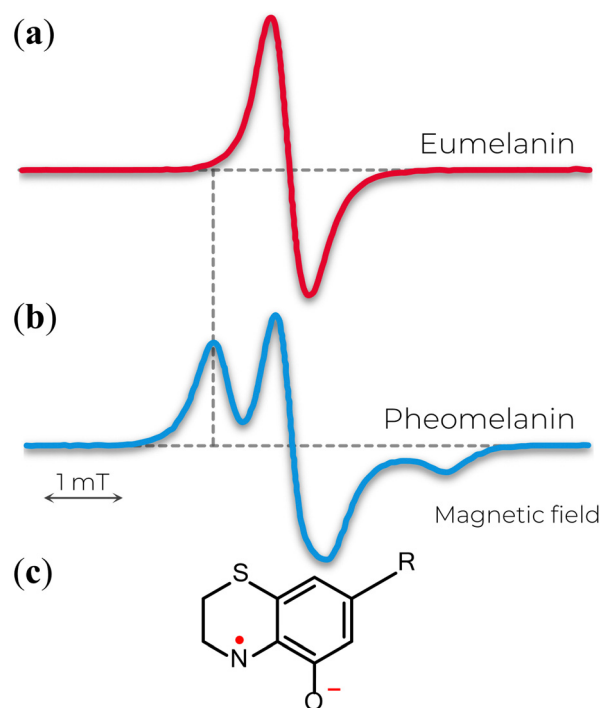 (a)
Eumelanin
(b)
Pheomelanin
1 mT
Magnetic field
(c)
S
R
N
O
−